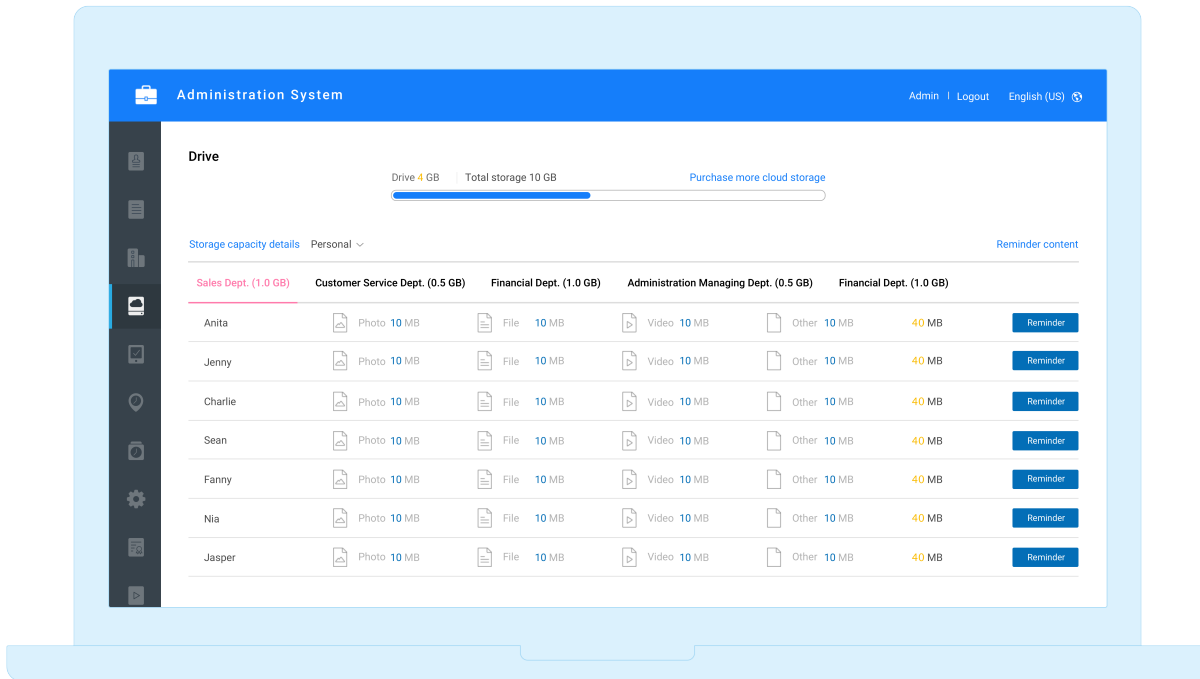 Administration System
Admin | Logout English (US)
Drive
Drive 4 GB Total storage 10 GB Purchase more cloud storage
Storage capacity details Personal Reminder content
Sales Dept. (1.0 GB) Customer Service Dept. (0.5 GB) Financial Dept. (1.0 GB) Administration Managing Dept. (0.5 GB) Financial Dept. (1.0 GB)
Anita Photo 10 MB File 10 MB Video 10 MB Other 10 MB 40 MB Reminder
Jenny Photo 10 MB File 10 MB Video 10 MB Other 10 MB 40 MB Reminder
Charlie Photo 10 MB File 10 MB Video 10 MB Other 10 MB 40 MB Reminder
Sean Photo 10 MB File 10 MB Video 10 MB Other 10 MB 40 MB Reminder
Fanny Photo 10 MB File 10 MB Video 10 MB Other 10 MB 40 MB Reminder
Nia Photo 10 MB File 10 MB Video 10 MB Other 10 MB 40 MB Reminder
Jasper Photo 10 MB File 10 MB Video 10 MB Other 10 MB 40 MB Reminder